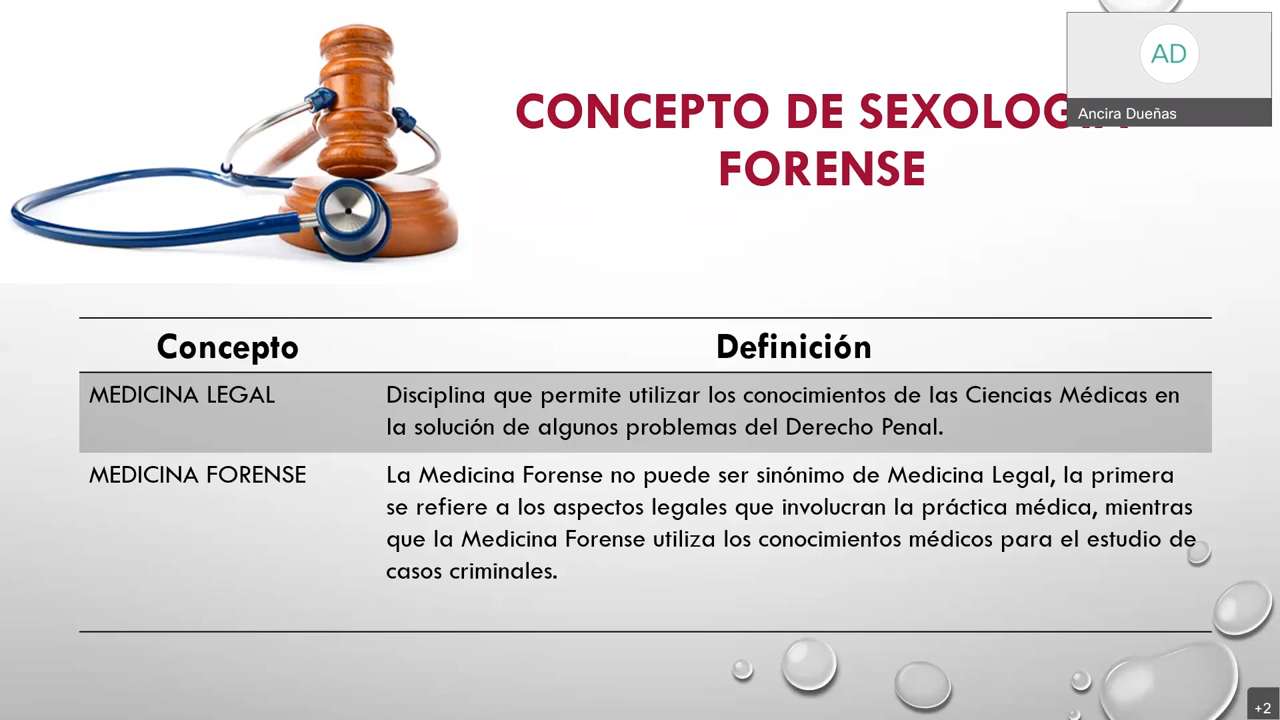 AD
Ancira Dueñas
CONCEPTO DE
FORENSE
Concepto Definición
MEDICINA LEGAL Disciplina que permite utilizar los conocimientos de las Ciencias Médicas en
la solución de algunos problemas del Derecho Penal.
MEDICINA FORENSE La Medicina Forense no puede ser sinónimo de Medicina Legal, la primera
se refiere a los aspectos legales que involucran la práctica médica, mientras
que la Medicina Forense utiliza los conocimientos médicos para el estudio de
casos criminales.
+2